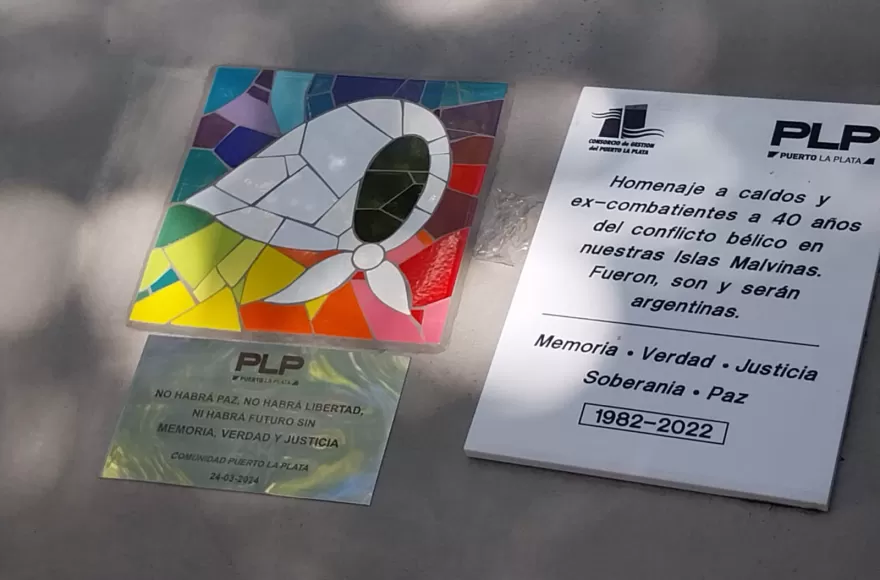 PLP
PUERTO LA PLATA
NO HABRÁ PAZ, NO HABRÁ LIBERTAD,
NI HABRÁ FUTURO SIN
MEMORIA, VERDAD Y JUSTICIA
COMUNIDAD PUERTO LA PLATA
24-03-2024
CONSORCIO de GESTION
del PUERTO LA PLATA
PLP
PUERTO LA PLATA
Homenaje a caídos y
ex-combatientes a 40 años
del conflicto bélico en
nuestras Islas Malvinas.
Fueron, son y serán
argentinas.
Memoria • Verdad • Justicia
Soberanía • Paz
1982-2022